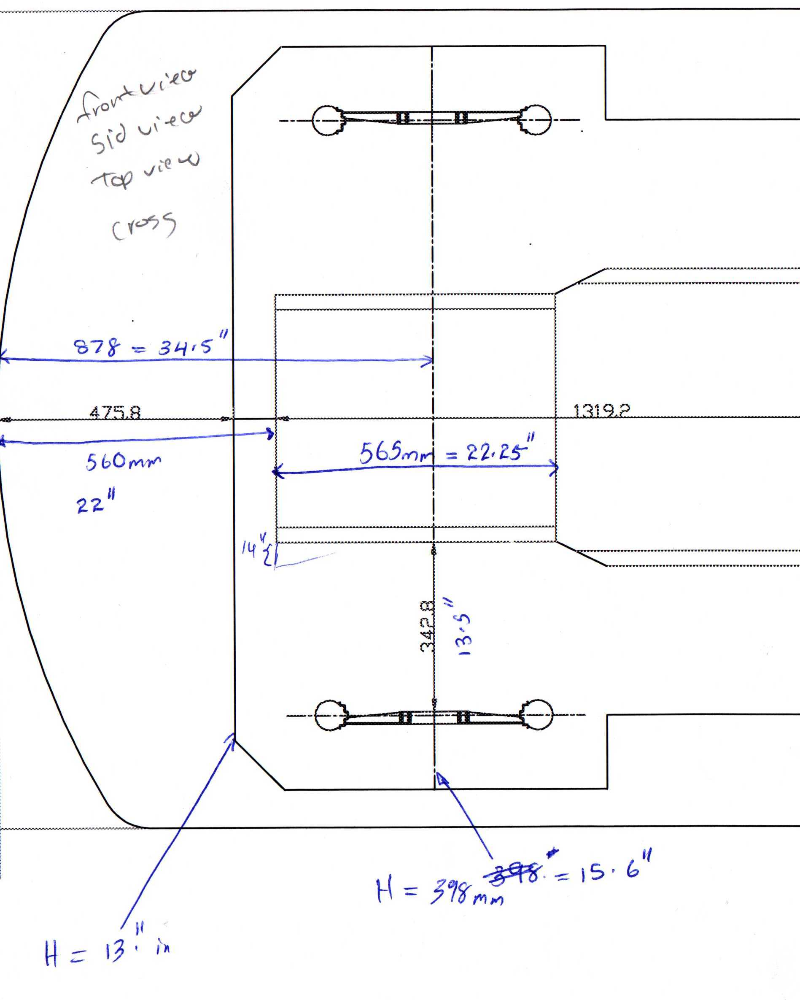 front view
Sid view
top view
cross
878 = 34.5"
475.8
1319.2
560mm
22"
565mm = 22.25"
14"
342.8
13.5"
H = 398mm 398 = 15.6"
H = 13." in